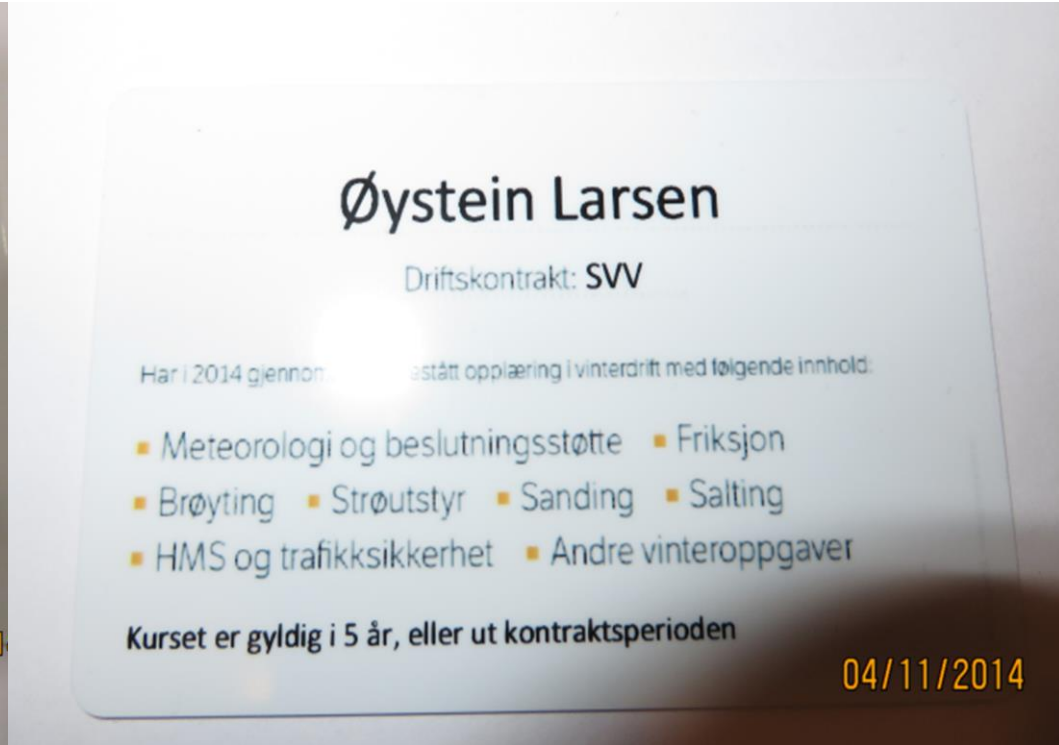 Øystein Larsen
Driftskontrakt: SVV
Har i 2014 opplæring i vinterdrift med følgende innhold:
▪ Meteorologi og beslutningsstøtte ▪ Friksjon
▪ Brøyting ▪ Strøutstyr ▪ Sanding ▪ Salting
▪ HMS og trafikksikkerhet ▪ Andre vinteroppgaver
Kurset er gyldig i 5 år, eller ut kontraktsperioden
04/11/2014